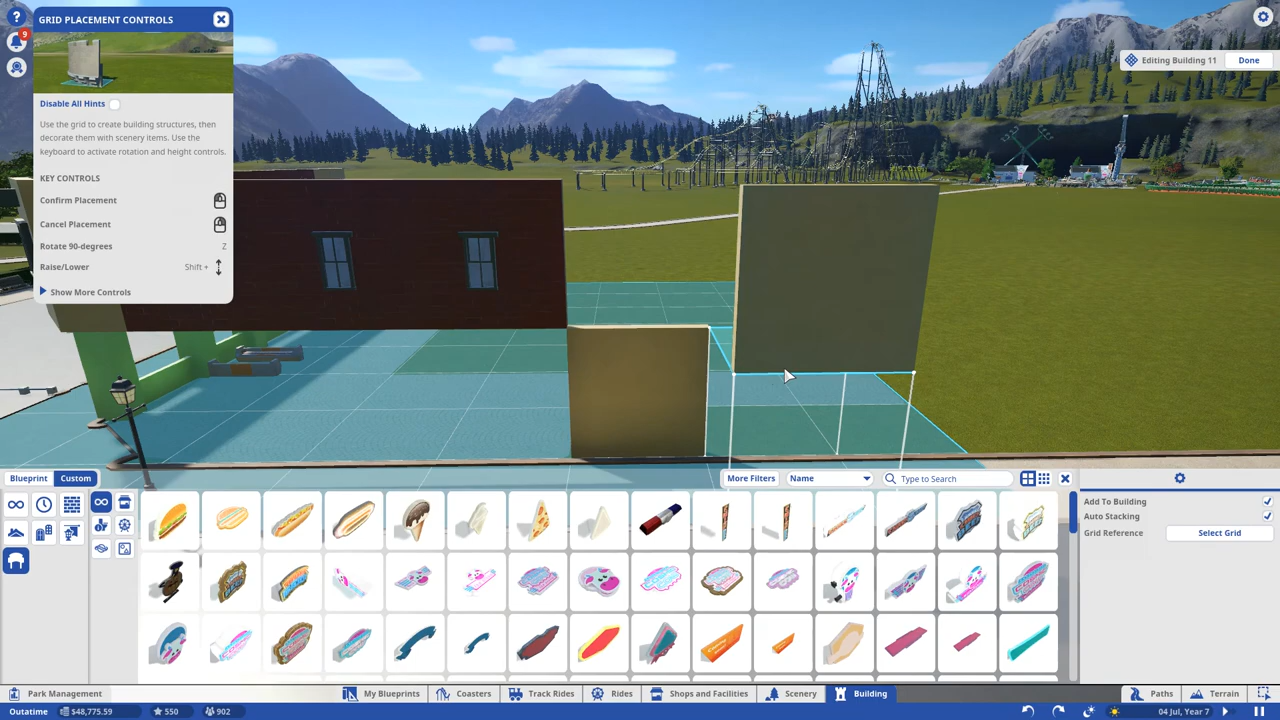 GRID PLACEMENT CONTROLS
9
Disable All Hints
Use the grid to create building structures, then
decorate them with scenery items. Use the
keyboard to activate rotation and height controls.
KEY CONTROLS
Confirm Placement
Cancel Placement
Rotate 90-degrees Z
Raise/Lower Shift +
Show More Controls
Editing Building 11 Done
Blueprint Custom More Filters Name Type to Search
Add To Building
Auto Stacking
Grid Reference Select Grid
Park Management My Blueprints Coasters Track Rides Rides Shops and Facilities Scenery Building Paths Terrain
Outatime $48,775.59 550 902 04 Jul, Year 7